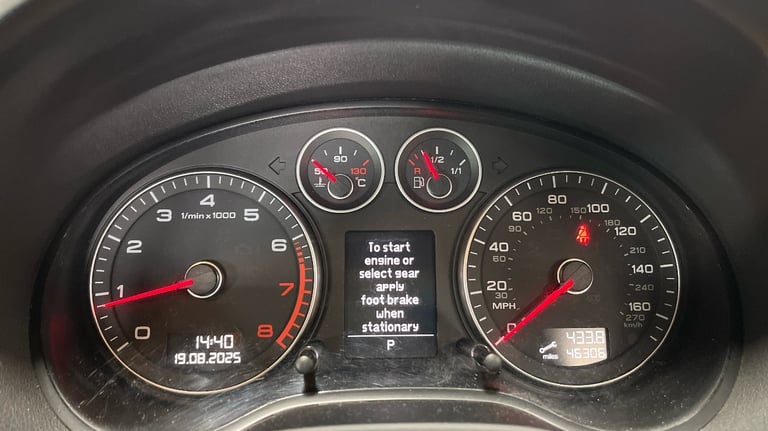 50 90 130
°C
R 1/2 1/1
0 1 2 3 4 5 6 7 8
1/min x 1000
14:40
19.08.2025
To start
engine or
select gear
apply
foot brake
when
stationary
P
0 20 40 60 80 100 120 140 160
30 60 90 120 150 180 210 240 270
MPH
km/h
433.6
miles 46306